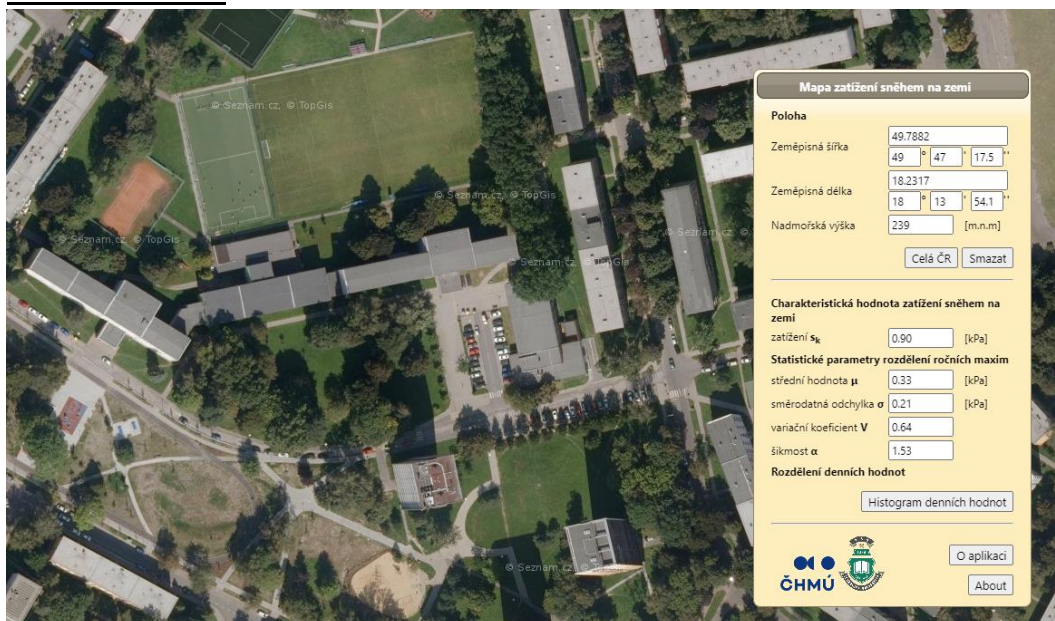 Mapa zatížení sněhem na zemi
Poloha
Zeměpisná šířka
49.7882
49 ° 47 ' 17.5 ''
Zeměpisná délka
18.2317
18 ° 13 ' 54.1 ''
Nadmořská výška 239 [m.n.m]
Celá ČR Smazat
Charakteristická hodnota zatížení sněhem na
zemi
zatížení sk 0.90 [kPa]
Statistické parametry rozdělení ročních maxim
střední hodnota μ 0.33 [kPa]
směrodatná odchylka σ 0.21 [kPa]
variační koeficient V 0.64
šikmost α 1.53
Rozdělení denních hodnot
Histogram denních hodnot
O aplikaci
ČHMÚ
About
© Seznam.cz, © TopGis
© Seznam.cz, © TopGis
© Seznam.cz, © TopGis
© Seznam.cz, © TopGis
© Seznam.cz, ©
© Seznam.cz, © TopGis